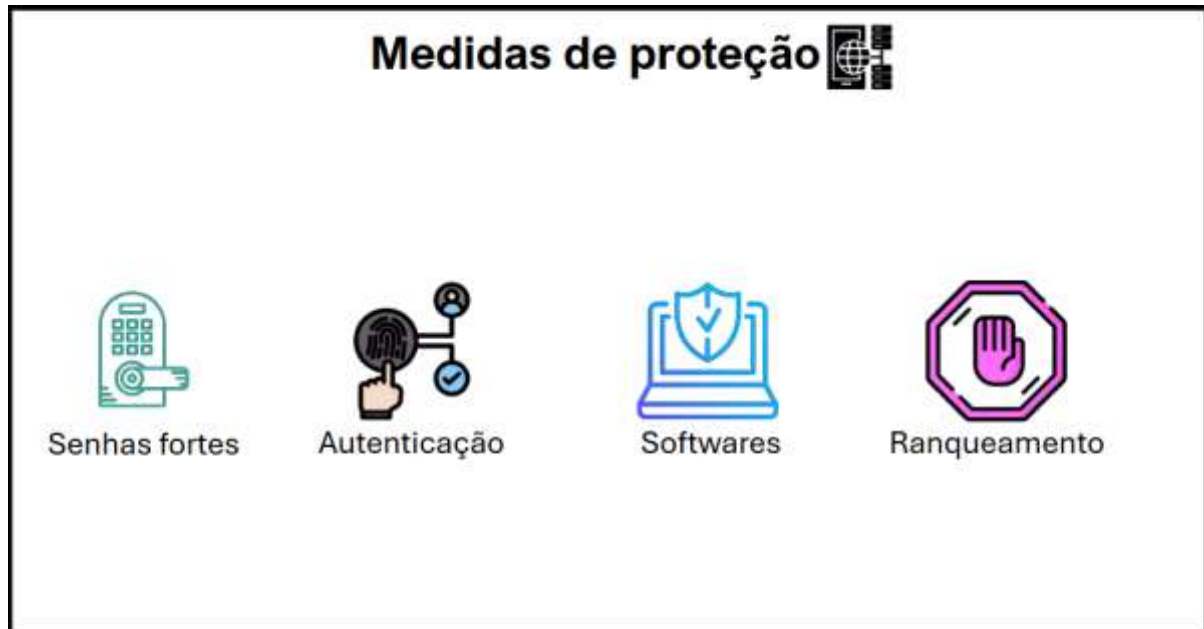 Medidas de proteção
Senhas fortes
Autenticação
Softwares
Ranqueamento